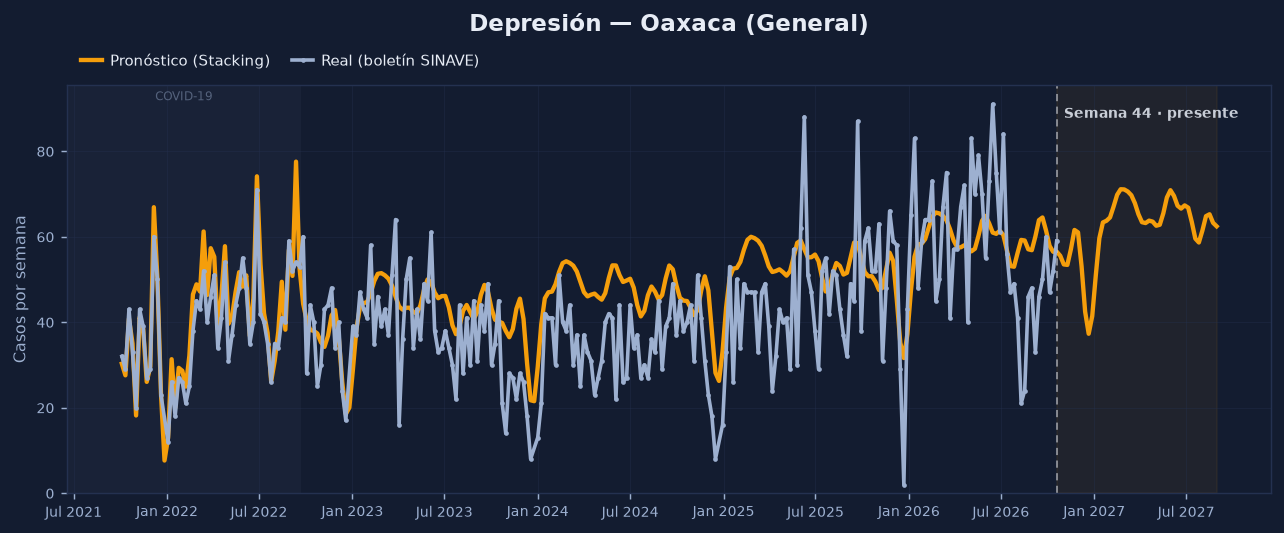 Depresión — Oaxaca (General)
Pronóstico (Stacking)
Real (boletín SINAVE)
COVID-19
Semana 44 · presente
Casos por semana
80
60
40
20
0
Jul 2021
Jan 2022
Jul 2022
Jan 2023
Jul 2023
Jan 2024
Jul 2024
Jan 2025
Jul 2025
Jan 2026
Jul 2026
Jan 2027
Jul 2027